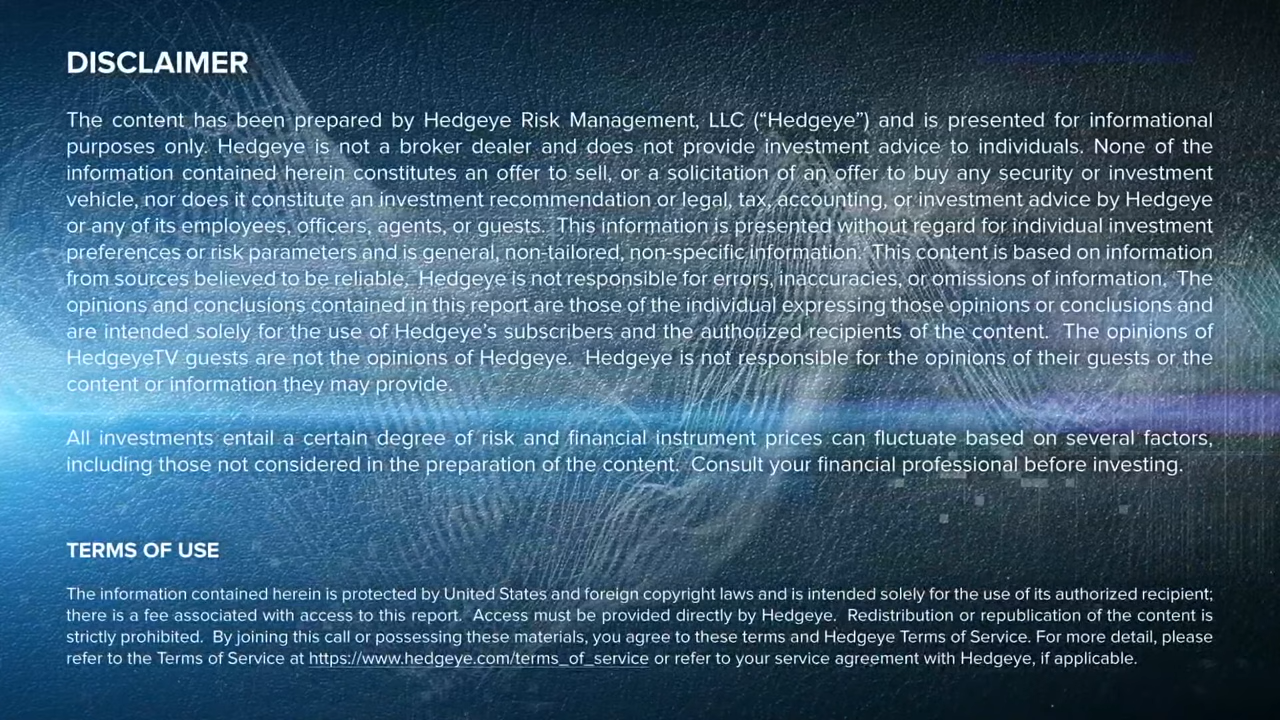 DISCLAIMER
The content has been prepared by Hedgeye Risk Management, LLC (“Hedgeye”) and is presented for informational
purposes only. Hedgeye is not a broker dealer and does not provide investment advice to individuals. None of the
information contained herein constitutes an offer to sell, or a solicitation of an offer to buy any security or investment
vehicle, nor does it constitute an investment recommendation or legal, tax, accounting, or investment advice by Hedgeye
or any of its employees, officers, agents, or guests.  This information is presented without regard for individual investment
preferences or risk parameters and is general, non-tailored, non-specific information.  This content is based on information
from sources believed to be reliable.  Hedgeye is not responsible for errors, inaccuracies, or omissions of information.  The
opinions and conclusions contained in this report are those of the individual expressing those opinions or conclusions and
are intended solely for the use of Hedgeye’s subscribers and the authorized recipients of the content.  The opinions of
HedgeyeTV guests are not the opinions of Hedgeye.  Hedgeye is not responsible for the opinions of their guests or the
content or information they may provide.
All investments entail a certain degree of risk and financial instrument prices can fluctuate based on several factors,
including those not considered in the preparation of the content.  Consult your financial professional before investing.
TERMS OF USE
The information contained herein is protected by United States and foreign copyright laws and is intended solely for the use of its authorized recipient;
there is a fee associated with access to this report.  Access must be provided directly by Hedgeye.  Redistribution or republication of the content is
strictly prohibited.  By joining this call or possessing these materials, you agree to these terms and Hedgeye Terms of Service. For more detail, please
refer to the Terms of Service at https://www.hedgeye.com/terms_of_service or refer to your service agreement with Hedgeye, if applicable.